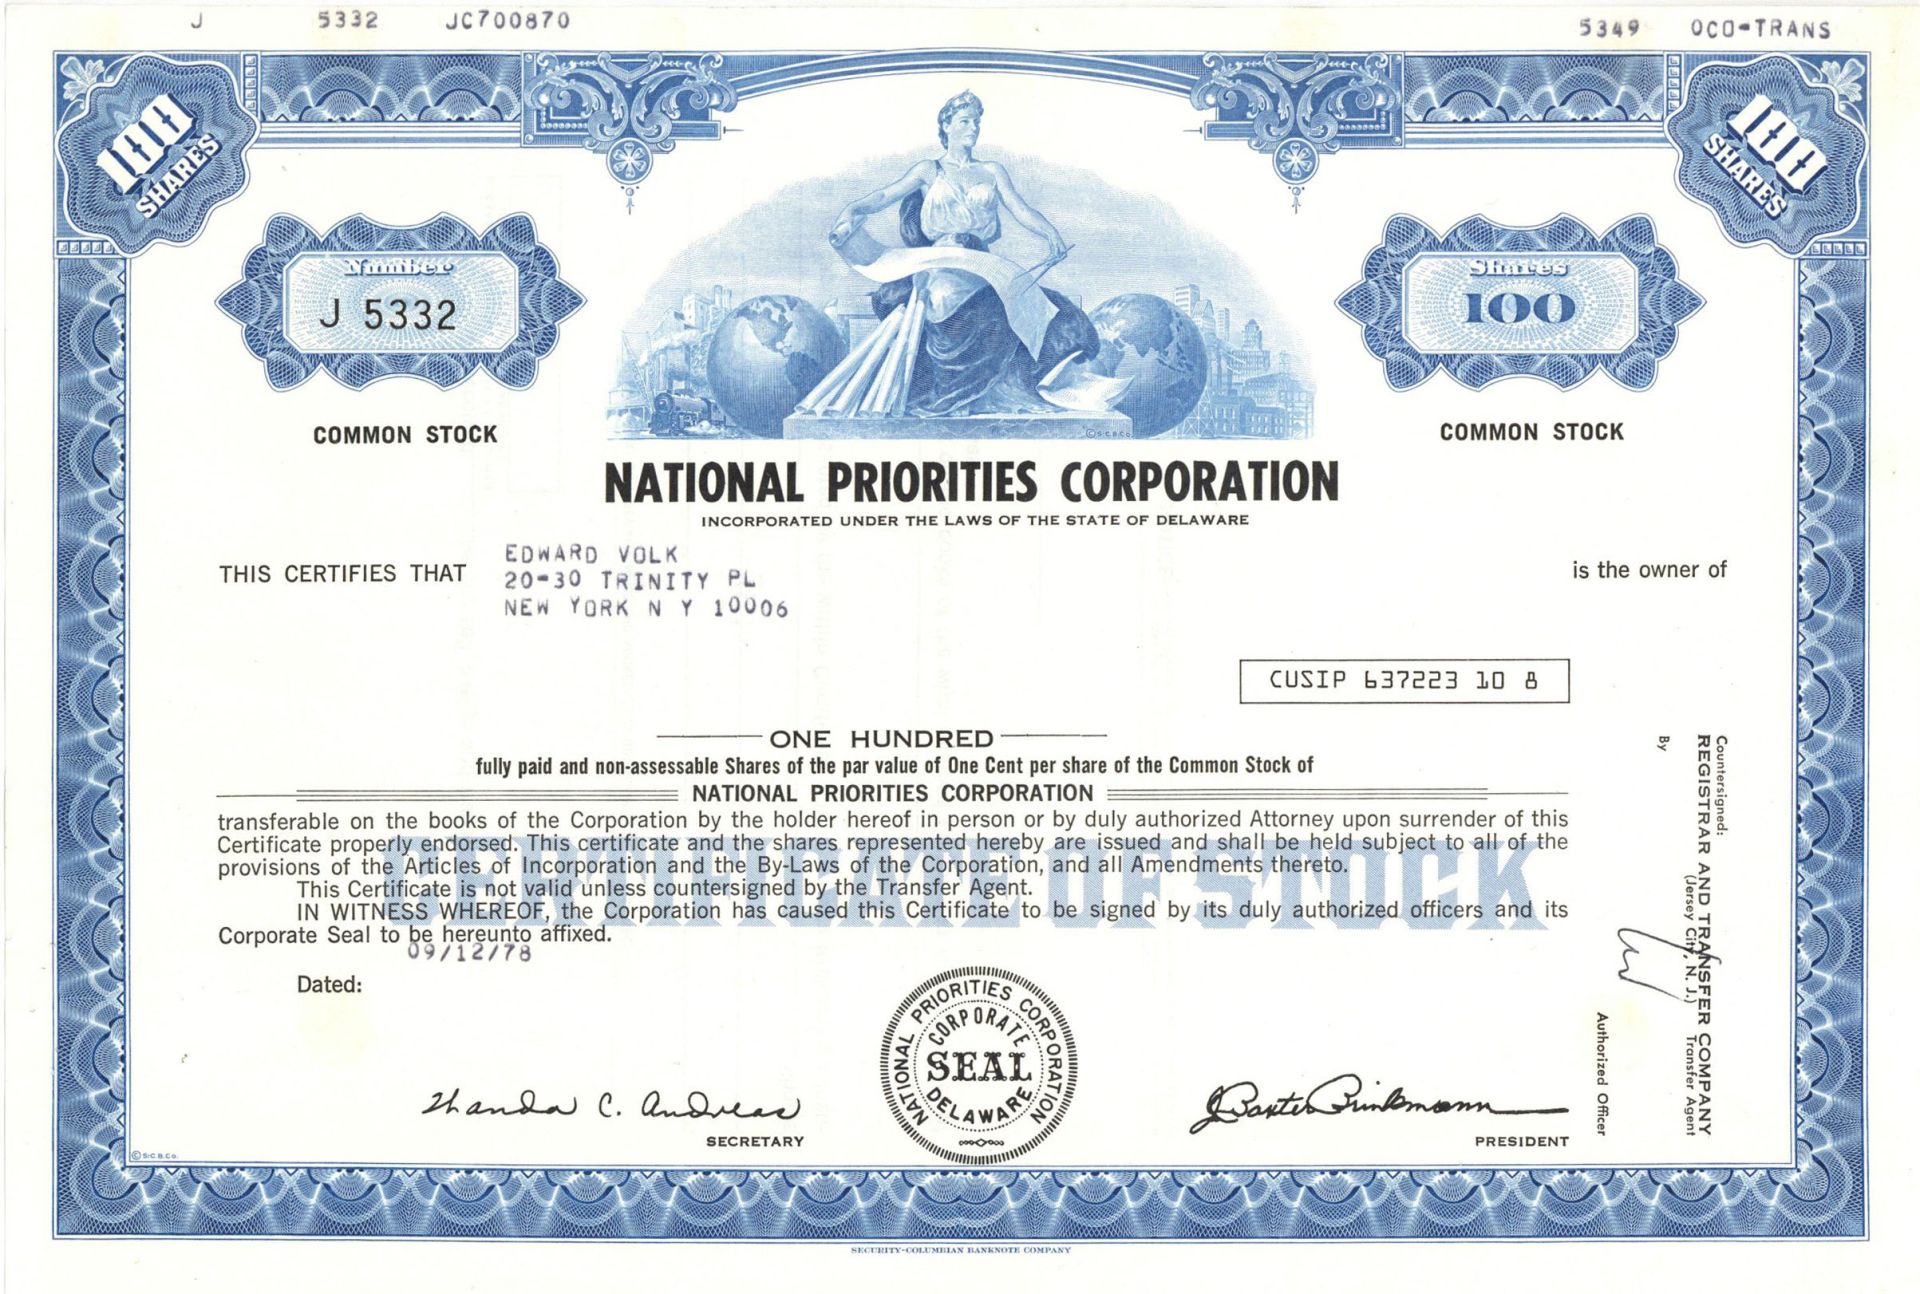 J 5332 JC700870 5349 OCO-TRANS
100 SHARES
100 SHARES
Number
J 5332
Shares
100
COMMON STOCK
COMMON STOCK
©S.C.B.Co.
NATIONAL PRIORITIES CORPORATION
INCORPORATED UNDER THE LAWS OF THE STATE OF DELAWARE
THIS CERTIFIES THAT
EDWARD VOLK
20-30 TRINITY PL
NEW YORK N Y 10006
is the owner of
CUSIP 637223 10 8
ONE HUNDRED
fully paid and non-assessable Shares of the par value of One Cent per share of the Common Stock of
NATIONAL PRIORITIES CORPORATION
transferable on the books of the Corporation by the holder hereof in person or by duly authorized Attorney upon surrender of this
Certificate properly endorsed. This certificate and the shares represented hereby are issued and shall be held subject to all of the
provisions of the Articles of Incorporation and the By-Laws of the Corporation, and all Amendments thereto.
This Certificate is not valid unless countersigned by the Transfer Agent.
IN WITNESS WHEREOF, the Corporation has caused this Certificate to be signed by its duly authorized officers and its
Corporate Seal to be hereunto affixed.
CERTIFICATE OF STOCK
09/12/78
Dated:
NATIONAL PRIORITIES CORPORATION
CORPORATE
SEAL
DELAWARE
Wanda C. Andreas
SECRETARY
J Baxter Brinkmann
PRESIDENT
Countersigned:
REGISTRAR AND TRANSFER COMPANY
(Jersey City, N. J.) Transfer Agent
By
Authorized Officer
©S.C.B.Co.
SECURITY-COLUMBIAN BANKNOTE COMPANY